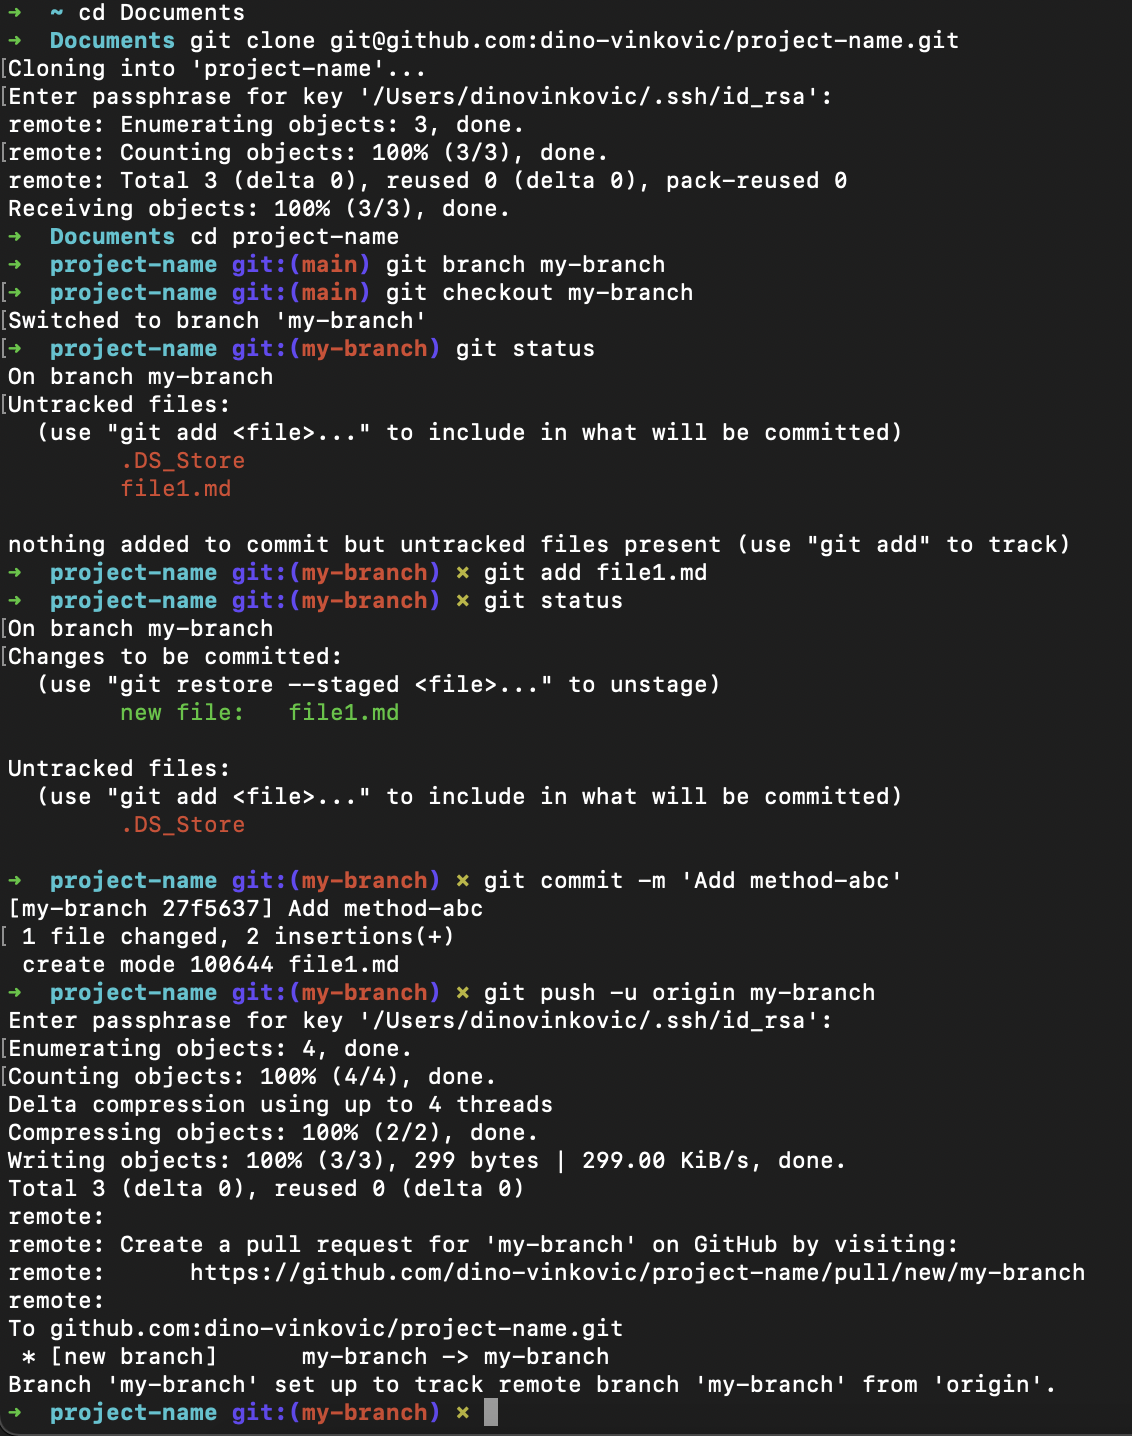 ➜  ~ cd Documents
➜  Documents git clone git@github.com:dino-vinkovic/project-name.git
[Cloning into 'project-name'...
[Enter passphrase for key '/Users/dinovinkovic/.ssh/id_rsa':
remote: Enumerating objects: 3, done.
[remote: Counting objects: 100% (3/3), done.
remote: Total 3 (delta 0), reused 0 (delta 0), pack-reused 0
Receiving objects: 100% (3/3), done.
➜  Documents cd project-name
➜  project-name git:(main) git branch my-branch
[➜  project-name git:(main) git checkout my-branch
[Switched to branch 'my-branch'
[➜  project-name git:(my-branch) git status
On branch my-branch
[Untracked files:
  (use "git add <file>..." to include in what will be committed)
        .DS_Store
        file1.md

nothing added to commit but untracked files present (use "git add" to track)
➜  project-name git:(my-branch) ✗ git add file1.md
➜  project-name git:(my-branch) ✗ git status
[On branch my-branch
[Changes to be committed:
  (use "git restore --staged <file>..." to unstage)
        new file:   file1.md

Untracked files:
  (use "git add <file>..." to include in what will be committed)
        .DS_Store

➜  project-name git:(my-branch) ✗ git commit -m 'Add method-abc'
[my-branch 27f5637] Add method-abc
[ 1 file changed, 2 insertions(+)
 create mode 100644 file1.md
➜  project-name git:(my-branch) ✗ git push -u origin my-branch
Enter passphrase for key '/Users/dinovinkovic/.ssh/id_rsa':
[Enumerating objects: 4, done.
[Counting objects: 100% (4/4), done.
Delta compression using up to 4 threads
Compressing objects: 100% (2/2), done.
Writing objects: 100% (3/3), 299 bytes | 299.00 KiB/s, done.
Total 3 (delta 0), reused 0 (delta 0)
remote:
remote: Create a pull request for 'my-branch' on GitHub by visiting:
remote:      https://github.com/dino-vinkovic/project-name/pull/new/my-branch
remote:
To github.com:dino-vinkovic/project-name.git
 * [new branch]      my-branch -> my-branch
Branch 'my-branch' set up to track remote branch 'my-branch' from 'origin'.
➜  project-name git:(my-branch) ✗